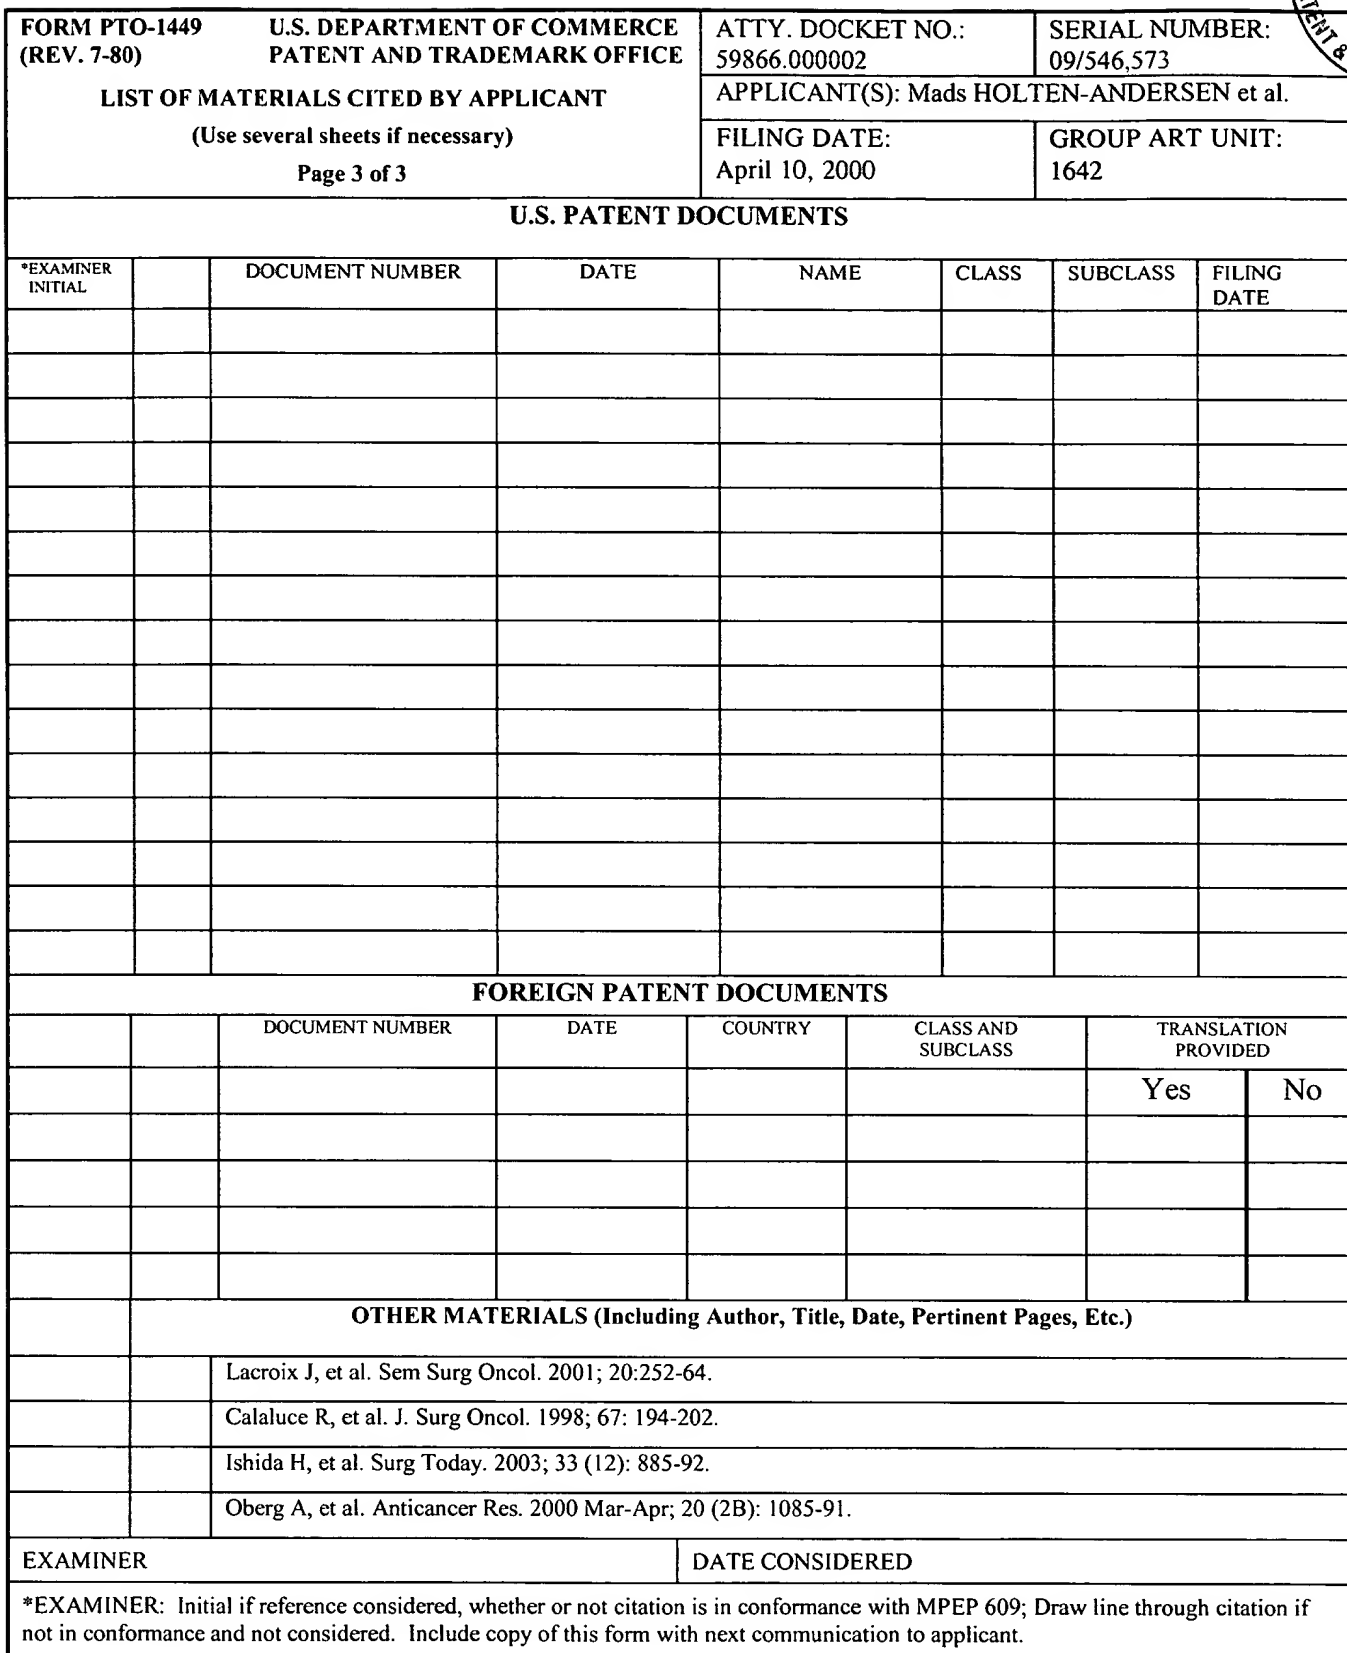 FORM PTO-1449 U.S. DEPARTMENT OF COMMERCE
(REV. 7-80) PATENT AND TRADEMARK OFFICE
LIST OF MATERIALS CITED BY APPLICANT
(Use several sheets if necessary)
Page 3 of 3
ATTY. DOCKET NO.:
59866.000002
SERIAL NUMBER:
09/546,573
APPLICANT(S): Mads HOLTEN-ANDERSEN et al.
FILING DATE:
April 10, 2000
GROUP ART UNIT:
1642
U.S. PATENT DOCUMENTS
*EXAMINER
INITIAL
DOCUMENT NUMBER
DATE
NAME
CLASS
SUBCLASS
FILING
DATE
FOREIGN PATENT DOCUMENTS
DOCUMENT NUMBER
DATE
COUNTRY
CLASS AND
SUBCLASS
TRANSLATION
PROVIDED
Yes
No
OTHER MATERIALS (Including Author, Title, Date, Pertinent Pages, Etc.)
Lacroix J, et al. Sem Surg Oncol. 2001; 20:252-64.
Calaluce R, et al. J. Surg Oncol. 1998; 67: 194-202.
Ishida H, et al. Surg Today. 2003; 33 (12): 885-92.
Oberg A, et al. Anticancer Res. 2000 Mar-Apr; 20 (2B): 1085-91.
EXAMINER
DATE CONSIDERED
*EXAMINER: Initial if reference considered, whether or not citation is in conformance with MPEP 609; Draw line through citation if
not in conformance and not considered. Include copy of this form with next communication to applicant.